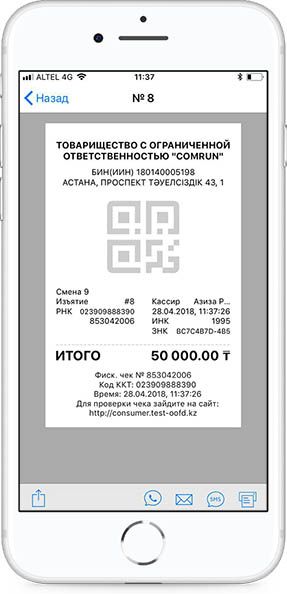 ALTEL 4G 11:37
Назад № 8
ТОВАРИЩЕСТВО С ОГРАНИЧЕННОЙ
ОТВЕТСТВЕННОСТЬЮ "COMRUN"
БИН(ИИН) 180140005198
АСТАНА, ПРОСПЕКТ ТӘУЕЛСІЗДІК 43, 1
Смена 9
Изъятие #8 Кассир Азиза Р...
РНК 023909888390 28.04.2018, 11:37:26
853042006 ИНК 1995
ЗНК BC7C4B7D-485
ИТОГО 50 000.00 ₸
Фиск. чек № 853042006
Код ККТ: 023909888390
Время: 28.04.2018, 11:37:26
Для проверки чека зайдите на сайт:
http://consumer.test-oofd.kz
SMS